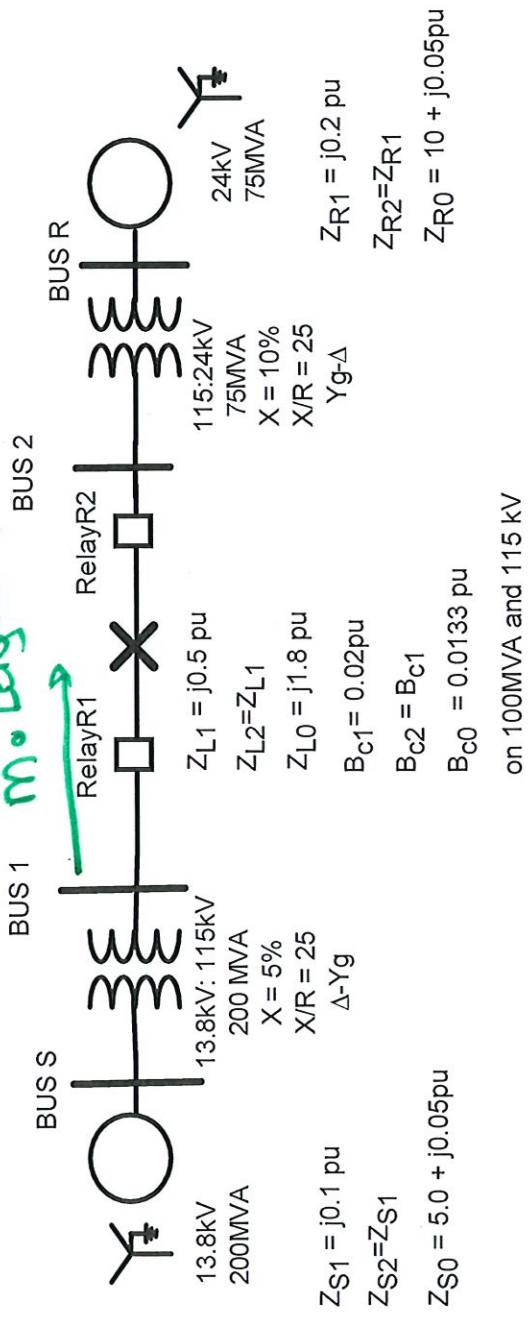 m. Leg
BUS S
BUS 1
BUS 2
BUS R
RelayR1
RelayR2
13.8kV
200MVA
13.8kV: 115kV
200 MVA
X = 5%
X/R = 25
Δ-Yg
115:24kV
75MVA
X = 10%
X/R = 25
Yg-Δ
24kV
75MVA
Z_S1 = j0.1 pu
Z_S2=Z_S1
Z_S0 = 5.0 + j0.05pu
Z_L1 = j0.5 pu
Z_L2=Z_L1
Z_L0 = j1.8 pu
B_c1= 0.02pu
B_c2 = B_c1
B_c0 = 0.0133 pu
on 100MVA and 115 kV
Z_R1 = j0.2 pu
Z_R2=Z_R1
Z_R0 = 10 + j0.05pu